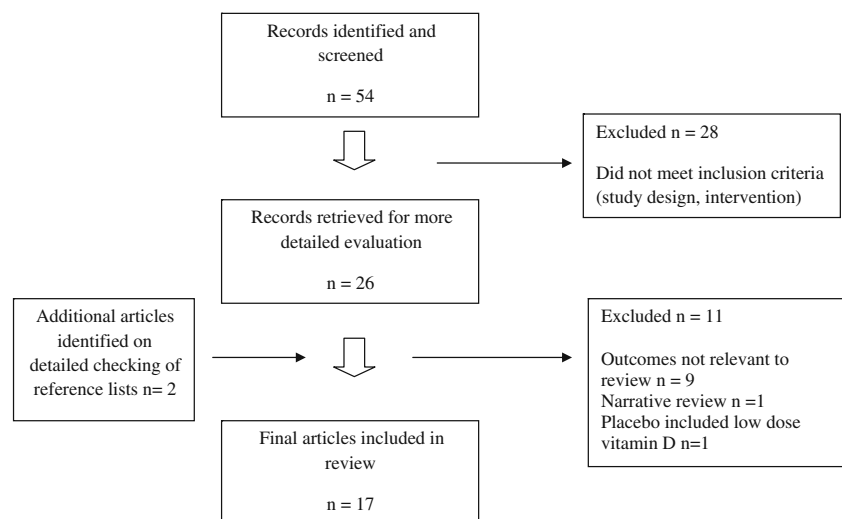 Records identified and
screened
n = 54
Excluded n = 28
Did not meet inclusion criteria
(study design, intervention)
Records retrieved for more
detailed evaluation
n = 26
Additional articles
identified on
detailed checking of
reference lists n= 2
Excluded n = 11
Outcomes not relevant to
review n = 9
Narrative review n =1
Placebo included low dose
vitamin D n=1
Final articles included in
review
n = 17